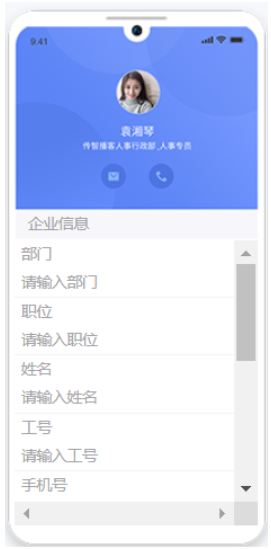 9:41
袁湘琴
传智播客人事行政部 ,人事专员
企业信息
部门
请输入部门
职位
请输入职位
姓名
请输入姓名
工号
请输入工号
手机号